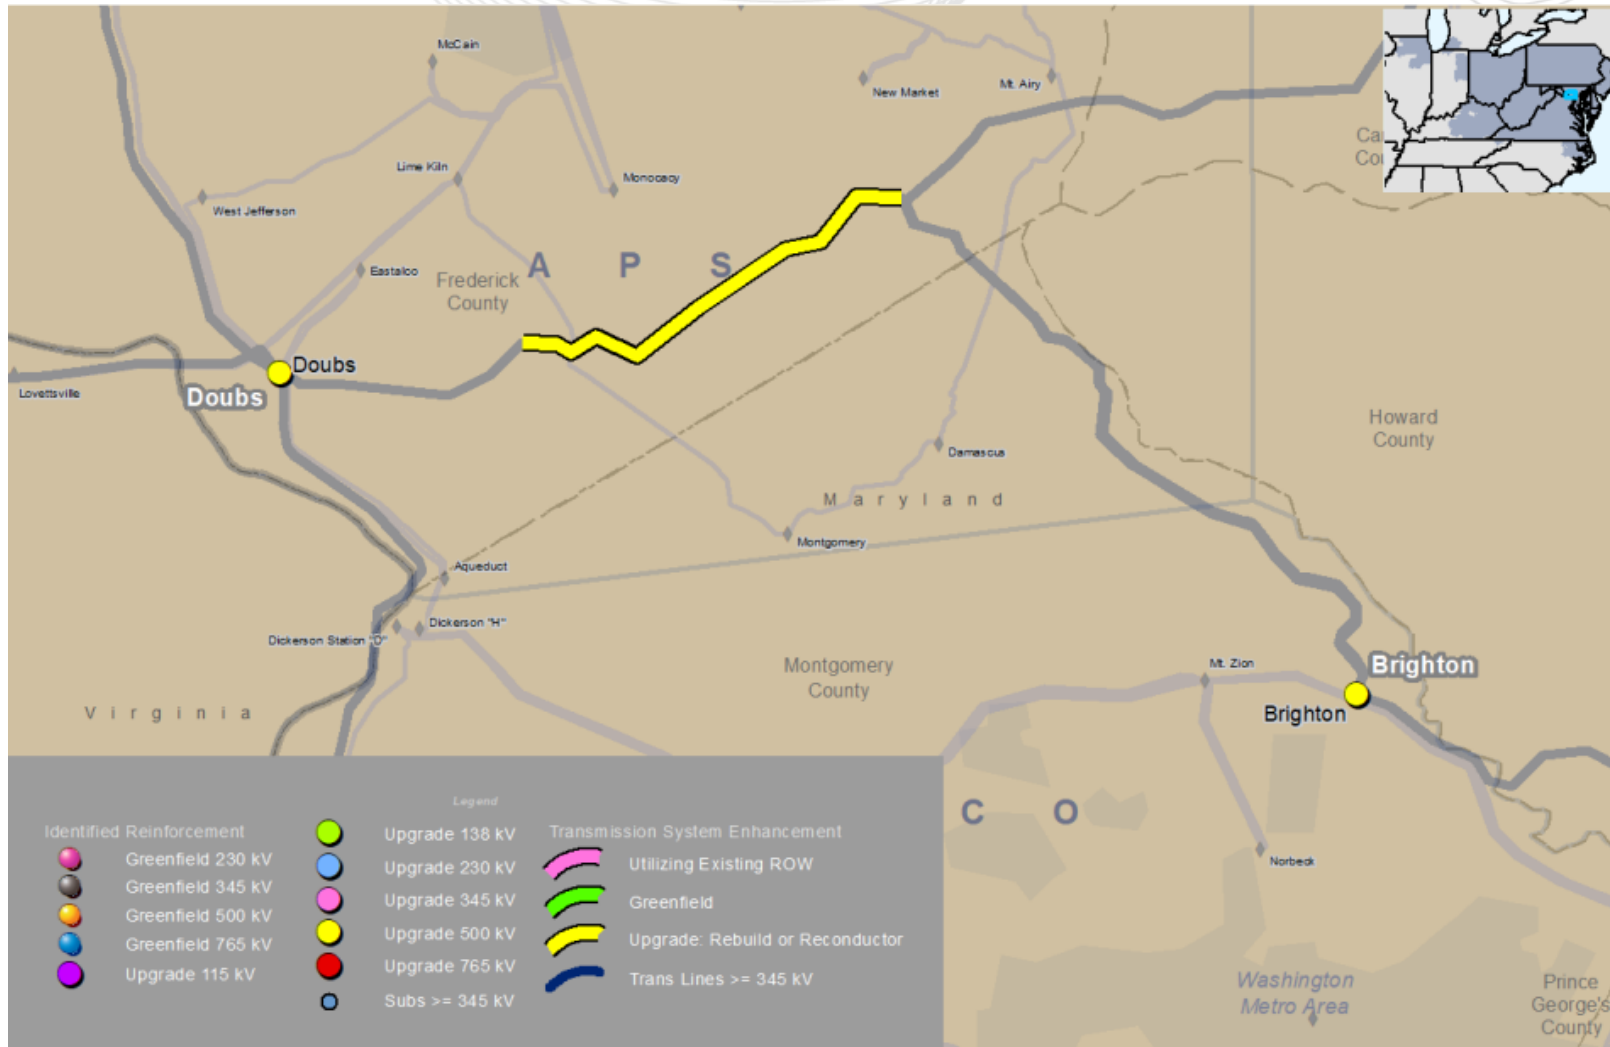 McCain
New Market
Mt. Airy
Lime Kiln
Monocacy
West Jefferson
Eastalco
Frederick
County
A P S
Doubs
Doubs
Lovettsville
Howard
County
Damascus
Maryland
Montgomery
Aqueduct
Dickerson "H"
Dickerson Station "D"
Montgomery
County
Mt. Zion
Brighton
Brighton
Virginia
C O
Norbeck
Washington
Metro Area
Prince
George's
County
Legend
Identified Reinforcement
Greenfield 230 kV
Greenfield 345 kV
Greenfield 500 kV
Greenfield 765 kV
Upgrade 115 kV
Upgrade 138 kV
Upgrade 230 kV
Upgrade 345 kV
Upgrade 500 kV
Upgrade 765 kV
Subs >= 345 kV
Transmission System Enhancement
Utilizing Existing ROW
Greenfield
Upgrade: Rebuild or Reconductor
Trans Lines >= 345 kV